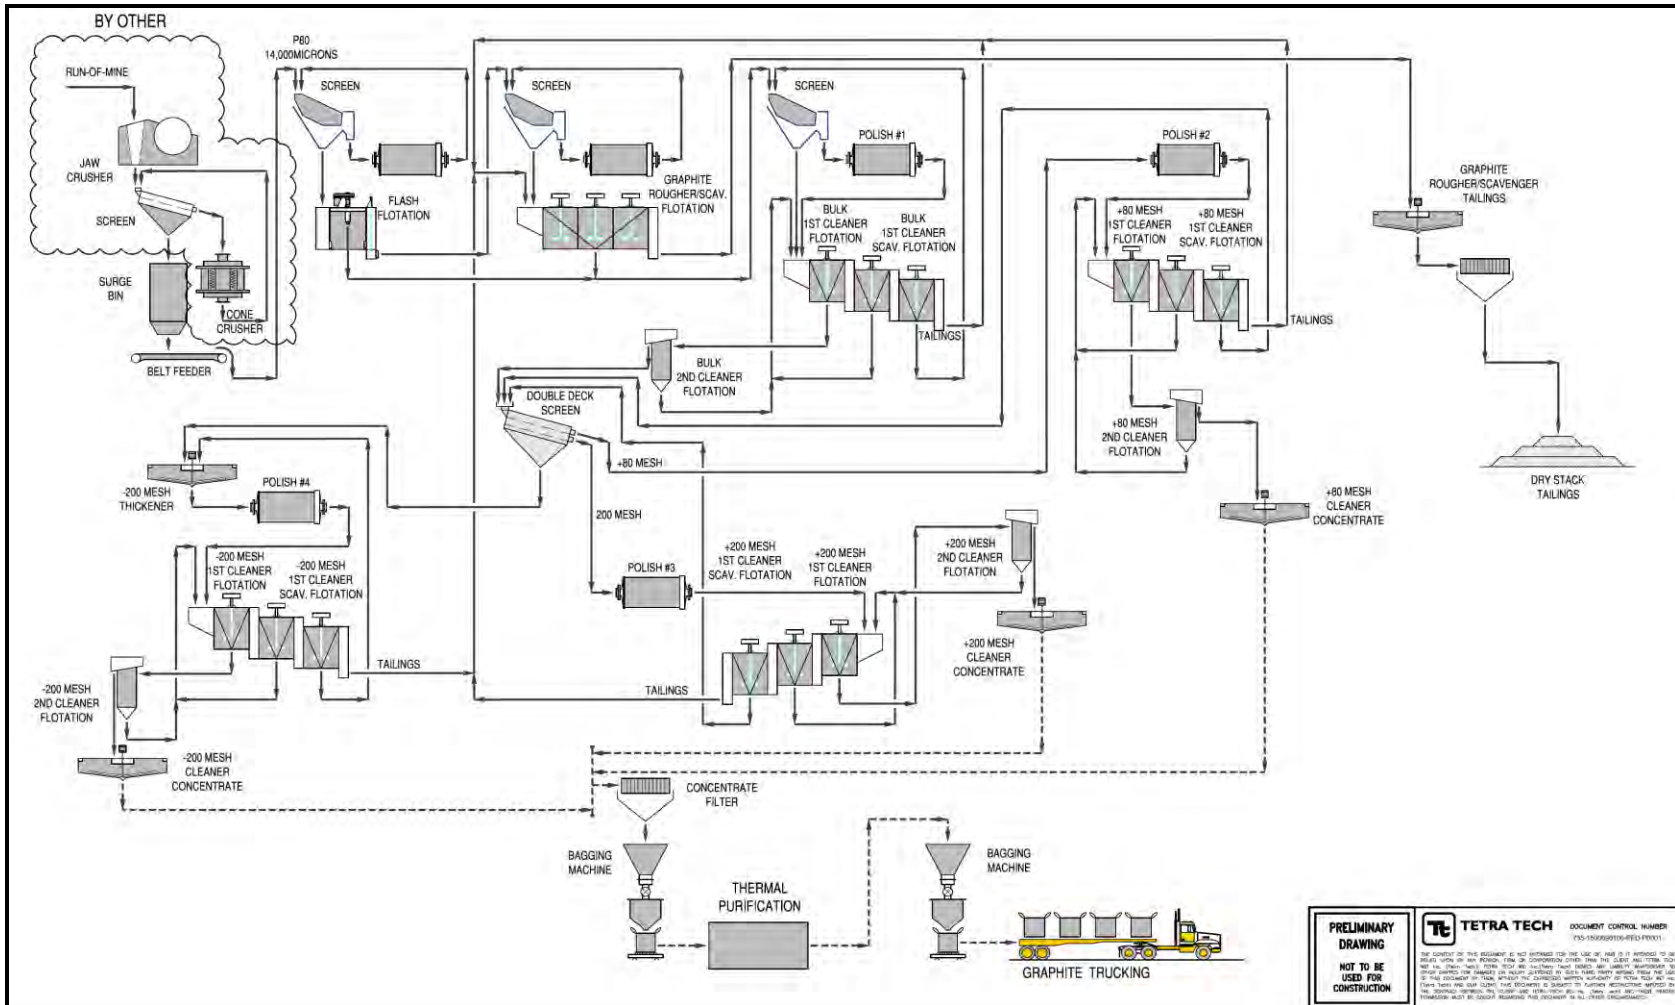 BY OTHER
RUN-OF-MINE
JAW
CRUSHER
SCREEN
SURGE
BIN
CONE
CRUSHER
BELT FEEDER
P80
14,000MICRONS
SCREEN
FLASH
FLOTATION
SCREEN
GRAPHITE
ROUGHER/SCAV.
FLOTATION
SCREEN
POLISH #1
BULK
1ST CLEANER
FLOTATION
BULK
1ST CLEANER
SCAV. FLOTATION
TAILINGS
BULK
2ND CLEANER
FLOTATION
POLISH #2
+80 MESH
1ST CLEANER
FLOTATION
+80 MESH
1ST CLEANER
SCAV. FLOTATION
TAILINGS
+80 MESH
2ND CLEANER
FLOTATION
+80 MESH
CLEANER
CONCENTRATE
GRAPHITE
ROUGHER/SCAVENGER
TAILINGS
DRY STACK
TAILINGS
DOUBLE DECK
SCREEN
+80 MESH
200 MESH
-200 MESH
THICKENER
POLISH #4
-200 MESH
1ST CLEANER
FLOTATION
-200 MESH
1ST CLEANER
SCAV. FLOTATION
TAILINGS
-200 MESH
2ND CLEANER
FLOTATION
-200 MESH
CLEANER
CONCENTRATE
POLISH #3
+200 MESH
1ST CLEANER
SCAV. FLOTATION
+200 MESH
1ST CLEANER
FLOTATION
TAILINGS
+200 MESH
2ND CLEANER
FLOTATION
+200 MESH
CLEANER
CONCENTRATE
CONCENTRATE
FILTER
BAGGING
MACHINE
THERMAL
PURIFICATION
BAGGING
MACHINE
GRAPHITE TRUCKING
PRELIMINARY
DRAWING
NOT TO BE
USED FOR
CONSTRUCTION
Tt TETRA TECH
DOCUMENT CONTROL NUMBER